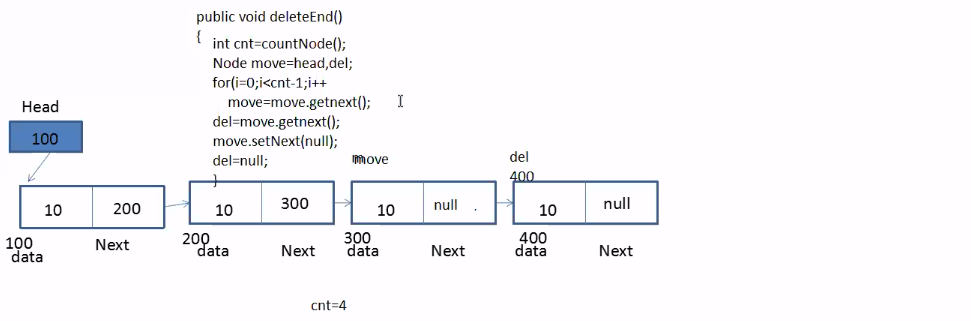 public void deleteEnd()
{
int cnt=countNode();
Node move=head,del;
for(i=0;i<cnt-1;i++
move=move.getnext();
del=move.getnext();
move.setNext(null);
del=null;
}
Head
100
move
del
400
10 200
10 300
10 null .
10 null
100
data
Next
200
data
Next
300
data
Next
400
data
Next
cnt=4